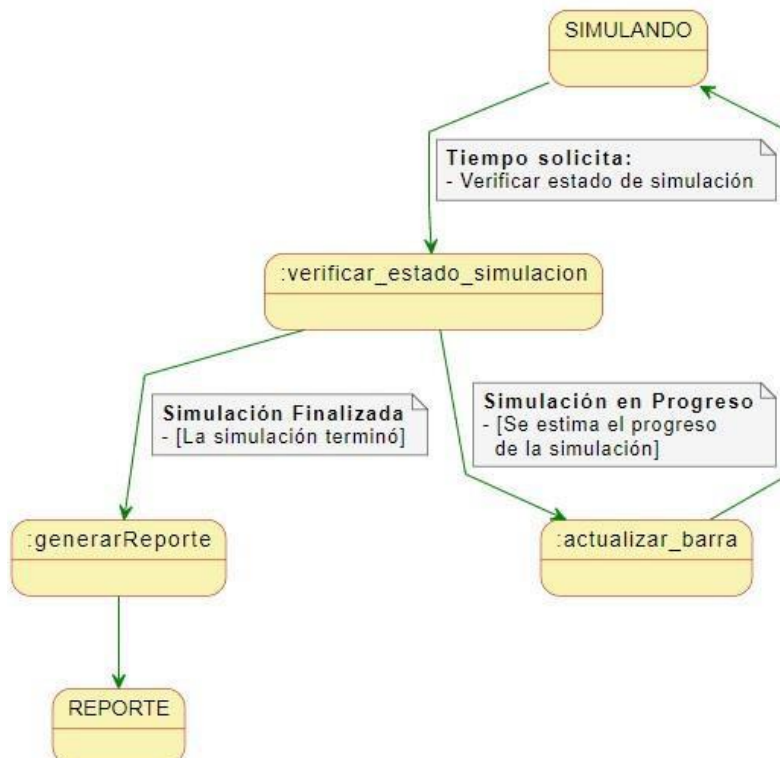 SIMULANDO
Tiempo solicita:
- Verificar estado de simulación
:verificar_estado_simulacion
Simulación Finalizada
- [La simulación terminó]
Simulación en Progreso
- [Se estima el progreso
de la simulación]
:generarReporte
:actualizar_barra
REPORTE